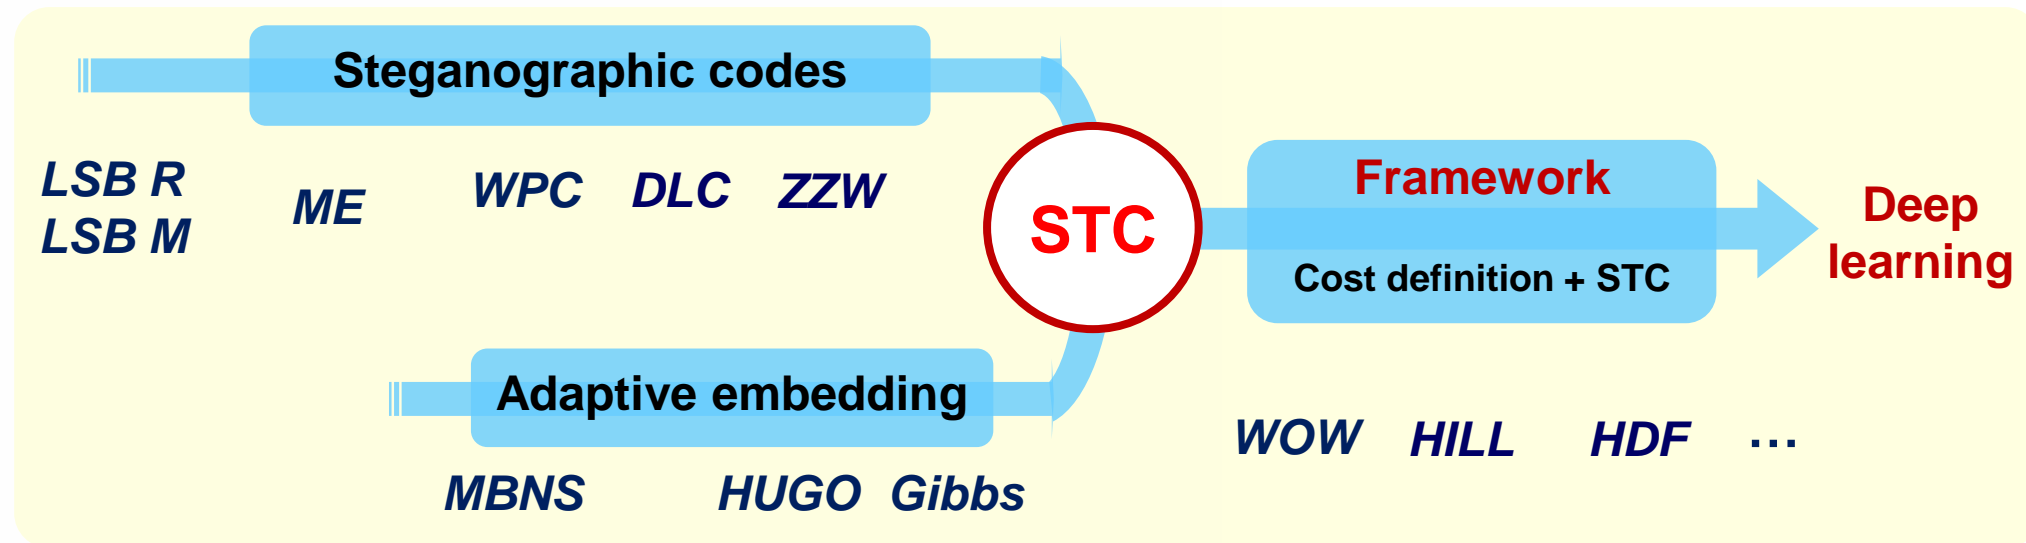 Steganographic codes
LSB R
LSB M
ME
WPC
DLC
ZZW
STC
Framework
Cost definition + STC
Deep
learning
Adaptive embedding
MBNS
HUGO
Gibbs
WOW
HILL
HDF
...